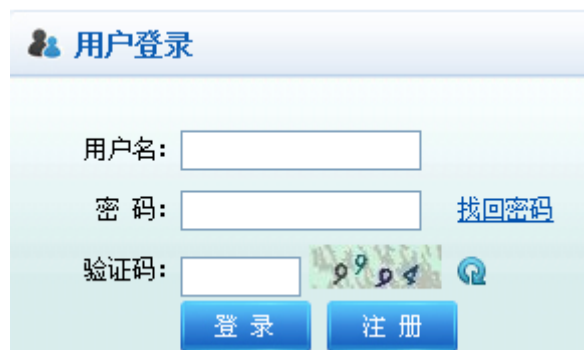 用户登录
用户名：
密 码： 找回密码
验证码： 9904
登 录 注 册